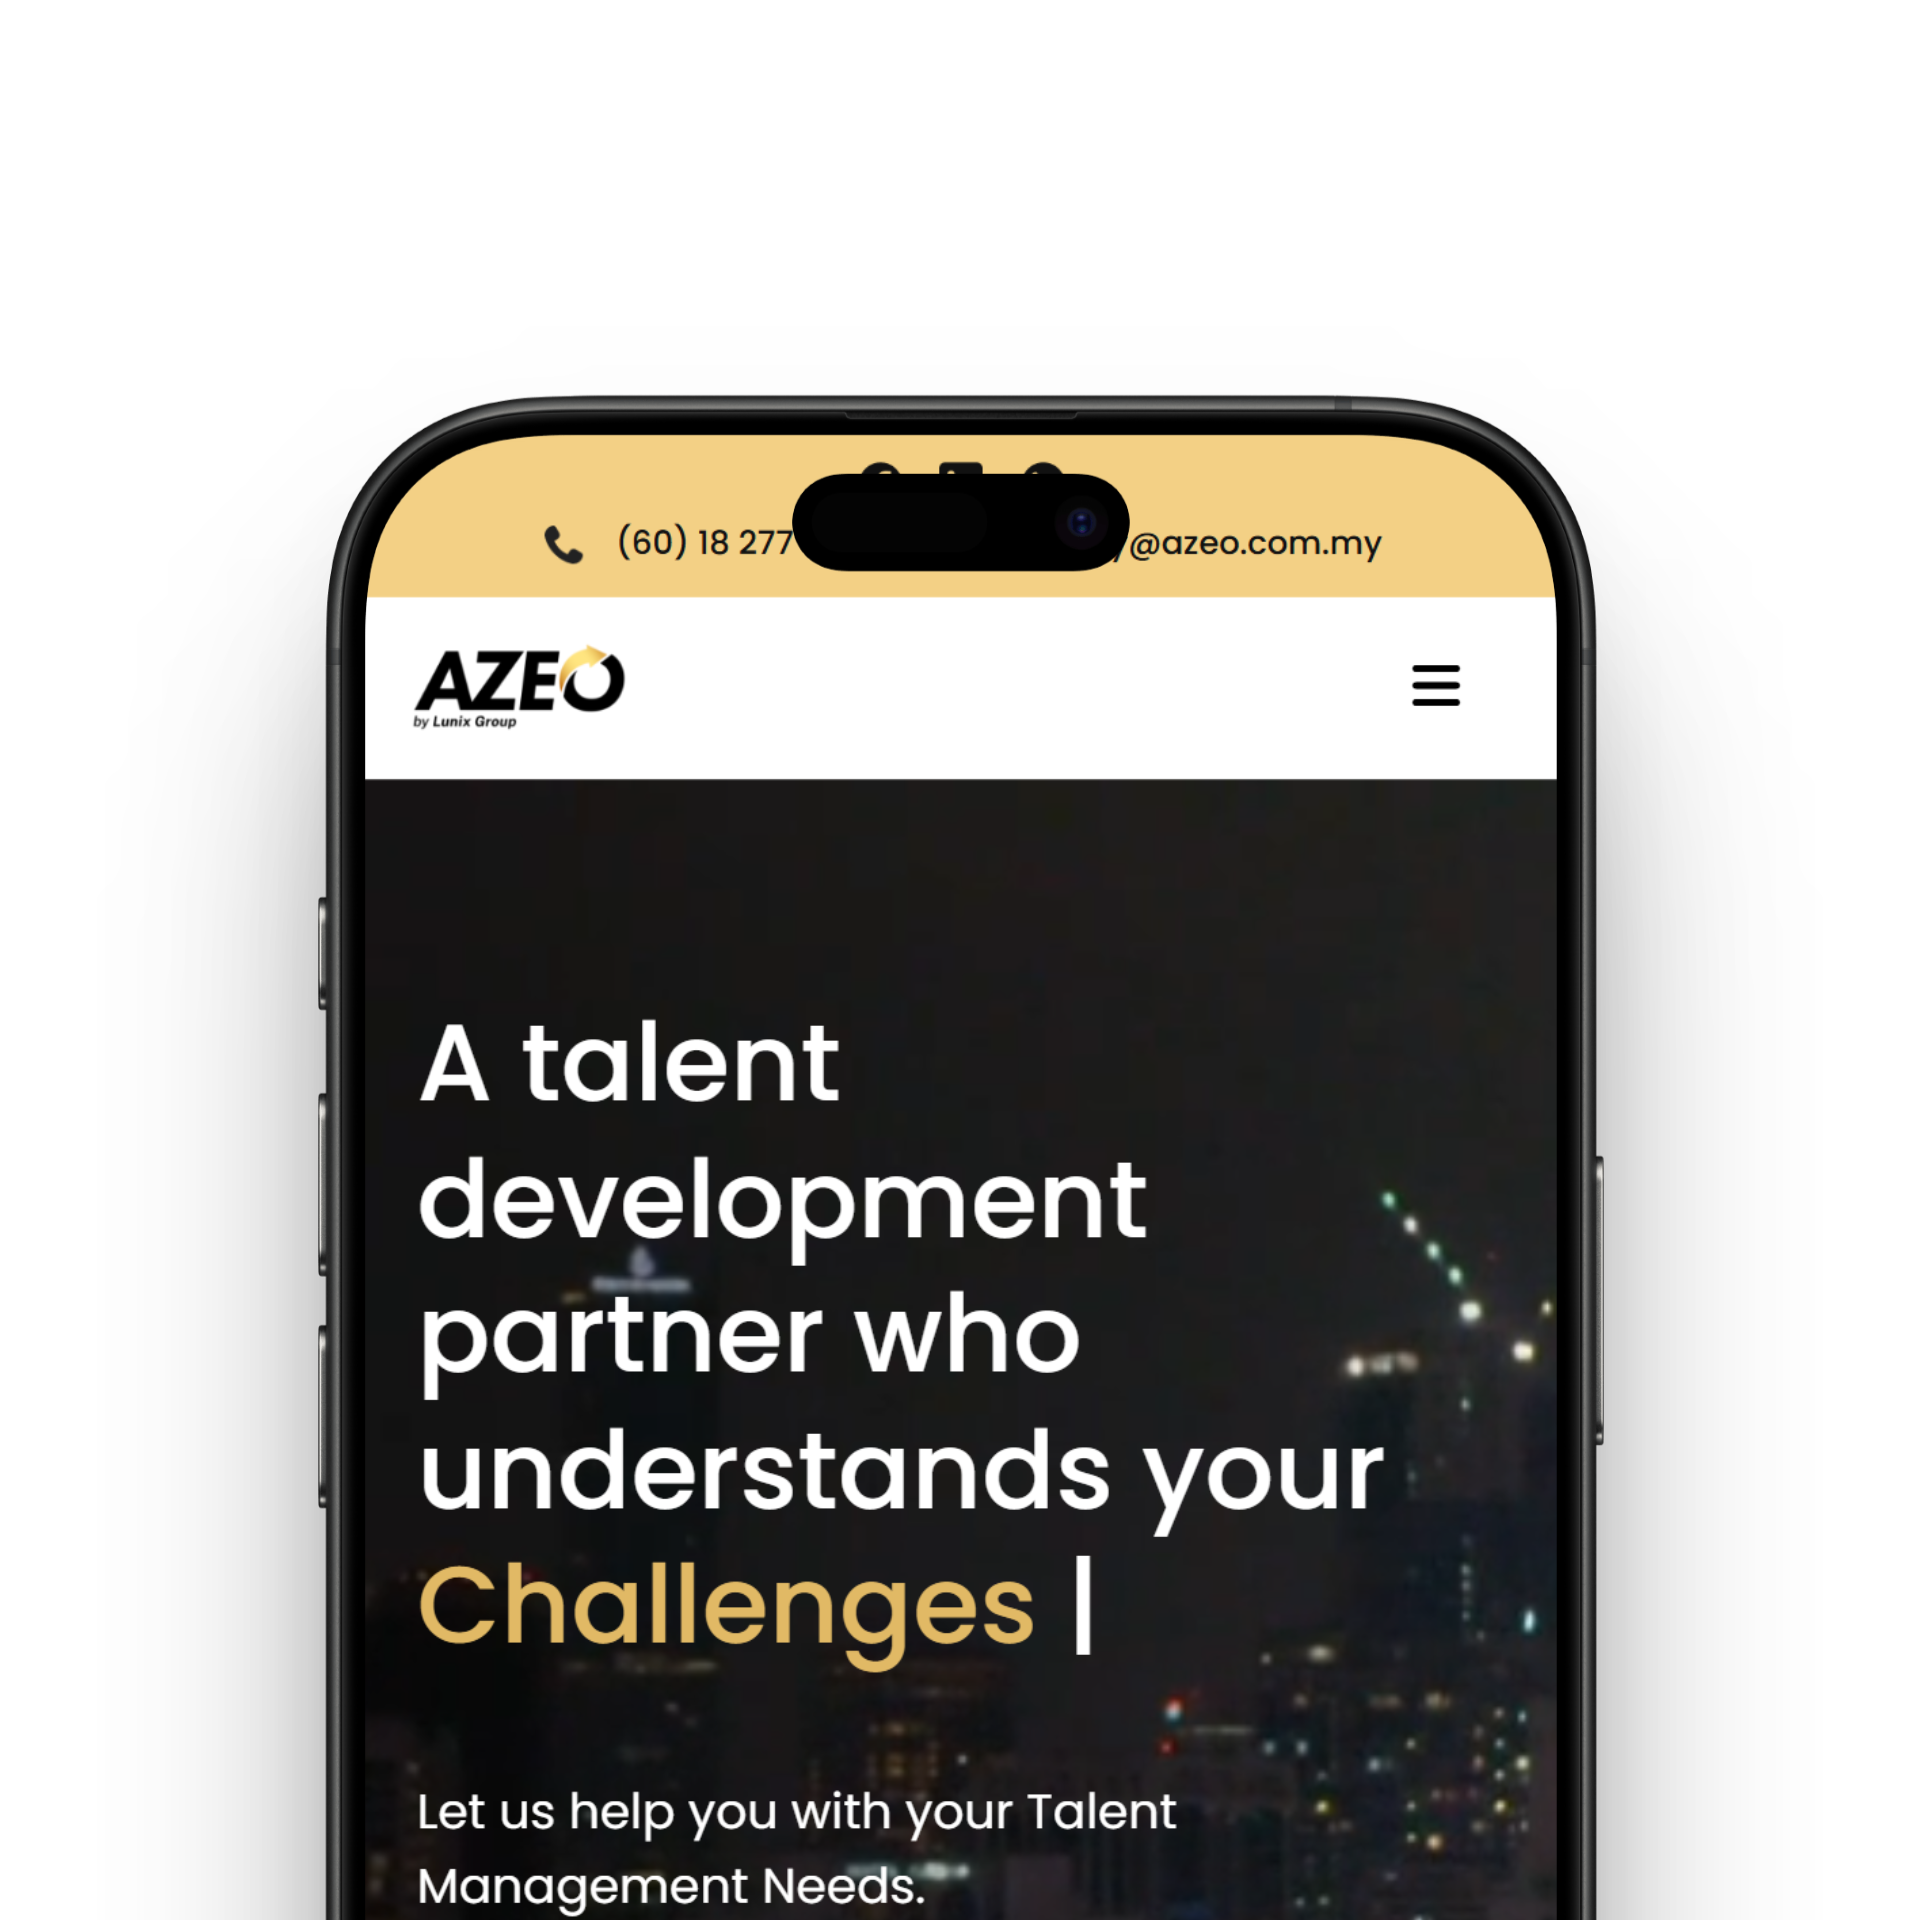 (60) 18 277 @azeo.com.my
AZEO
by Lunix Group
A talent
development
partner who
understands your
Challenges |
Let us help you with your Talent
Management Needs.